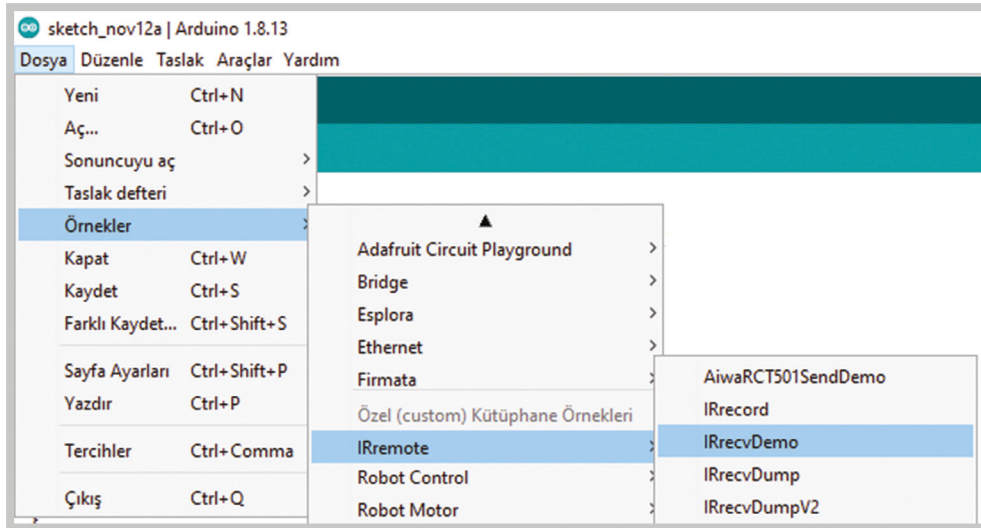 sketch_nov12a | Arduino 1.8.13
Dosya Düzenle Taslak Araçlar Yardım
Yeni Ctrl+N
Aç... Ctrl+O
Sonuncuyu aç >
Taslak defteri >
Örnekler >
Kapat Ctrl+W
Kaydet Ctrl+S
Farklı Kaydet... Ctrl+Shift+S
Sayfa Ayarları Ctrl+Shift+P
Yazdır Ctrl+P
Tercihler Ctrl+Comma
Çıkış Ctrl+Q
Adafruit Circuit Playground >
Bridge >
Esplora >
Ethernet >
Firmata >
Özel (custom) Kütüphane Örnekleri
IRremote >
Robot Control >
Robot Motor >
AiwaRCT501SendDemo
IRrecord
IRrecvDemo
IRrecvDump
IRrecvDumpV2